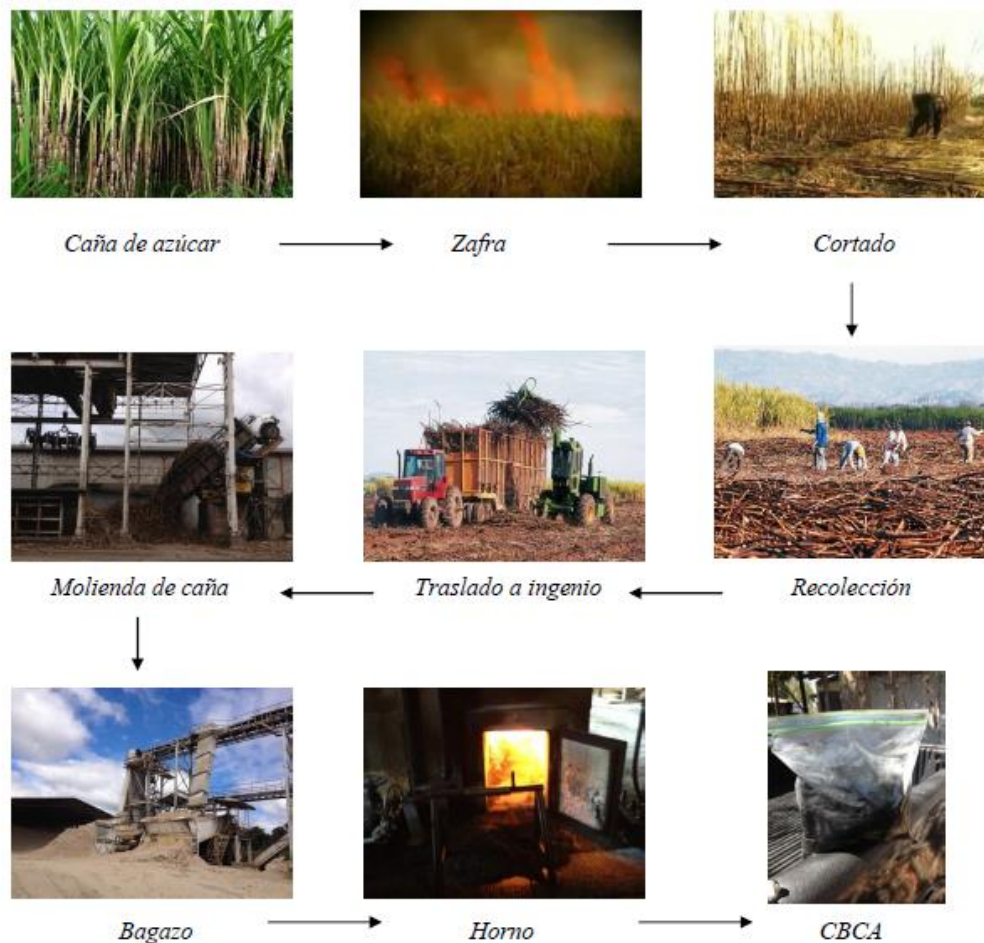 Caña de azúcar
Zafra
Cortado
Molienda de caña
Traslado a ingenio
Recolección
Bagazo
Horno
CBCA